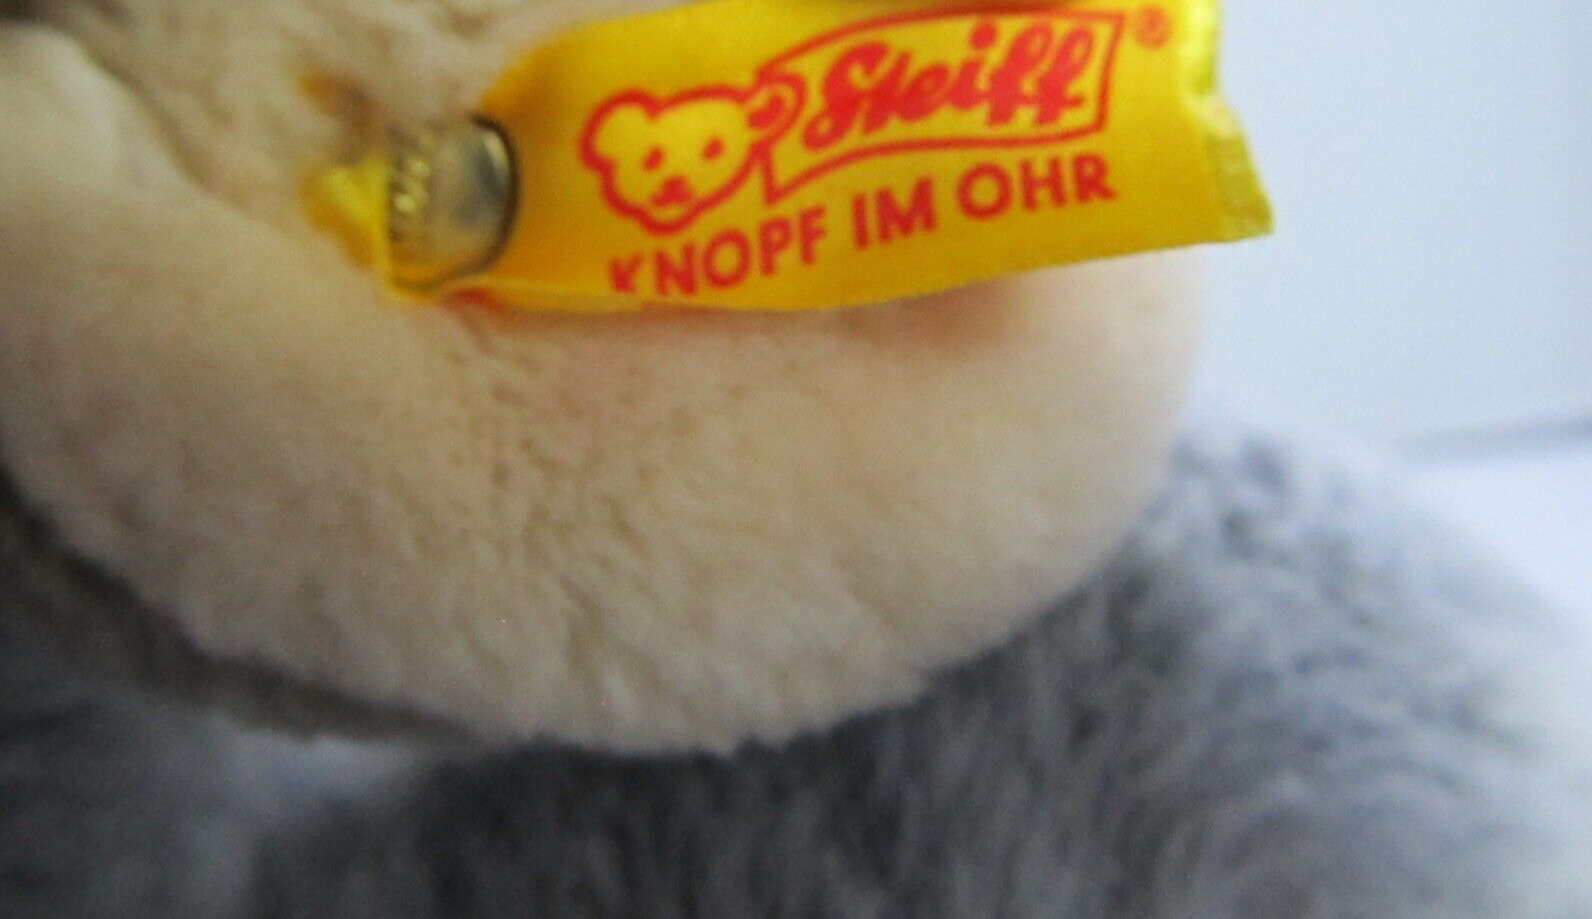 Steiff®
KNOPF IM OHR